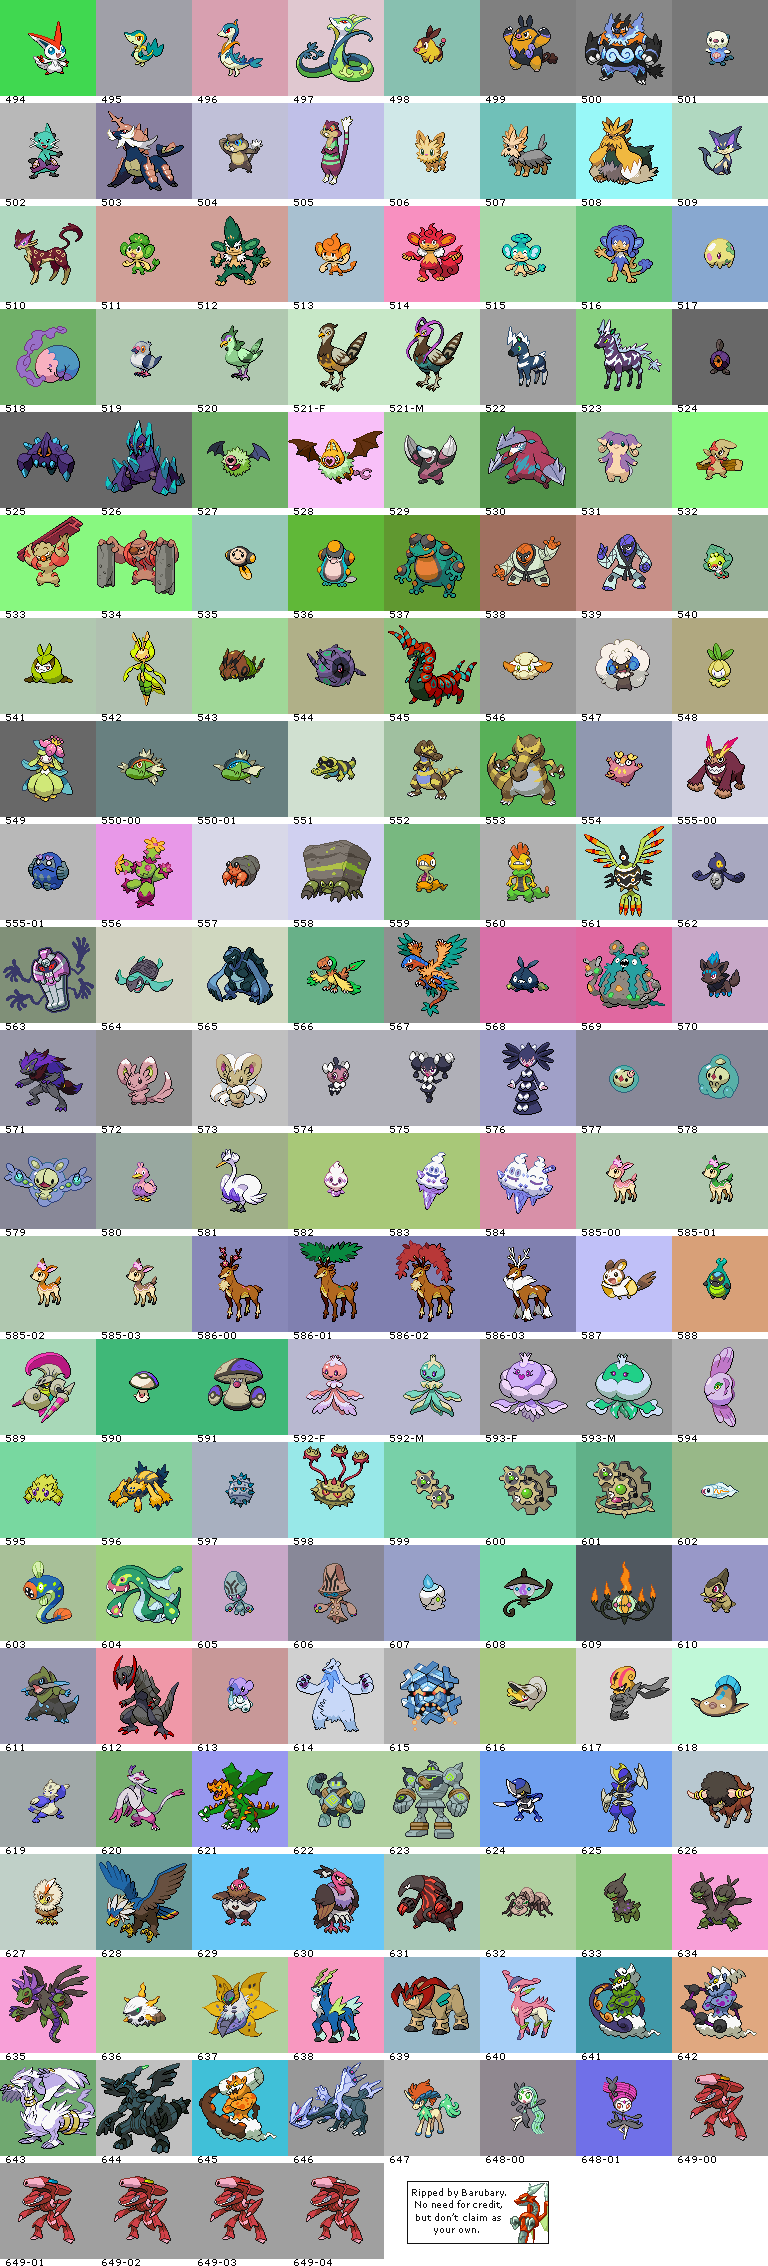 494 495 496 497 498 499 500 501
502 503 504 505 506 507 508 509
510 511 512 513 514 515 516 517
518 519 520 521-F 521-M 522 523 524
525 526 527 528 529 530 531 532
533 534 535 536 537 538 539 540
541 542 543 544 545 546 547 548
549 550-00 550-01 551 552 553 554 555-00
555-01 556 557 558 559 560 561 562
563 564 565 566 567 568 569 570
571 572 573 574 575 576 577 578
579 580 581 582 583 584 585-00 585-01
585-02 585-03 586-00 586-01 586-02 586-03 587 588
589 590 591 592-F 592-M 593-F 593-M 594
595 596 597 598 599 600 601 602
603 604 605 606 607 608 609 610
611 612 613 614 615 616 617 618
619 620 621 622 623 624 625 626
627 628 629 630 631 632 633 634
635 636 637 638 639 640 641 642
643 644 645 646 647 648-00 648-01 649-00
Ripped by Barubary.
No need for credit,
but don't claim as
your own.
649-01 649-02 649-03 649-04